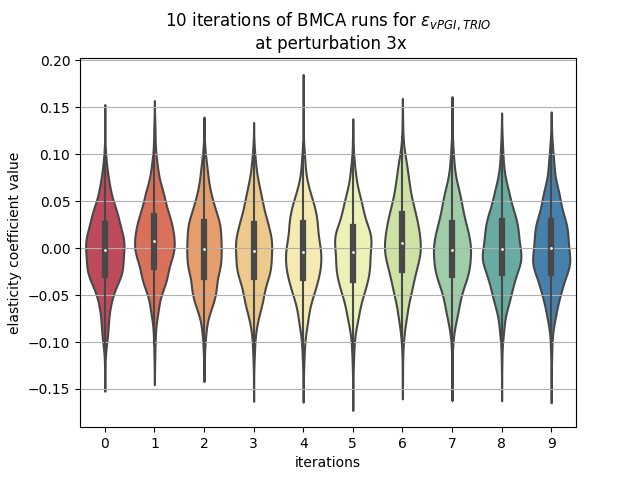 10 iterations of BMCA runs for ε_{vPGI, TRIO}
at perturbation 3x
elasticity coefficient value
0.20
0.15
0.10
0.05
0.00
−0.05
−0.10
−0.15
0 1 2 3 4 5 6 7 8 9
iterations